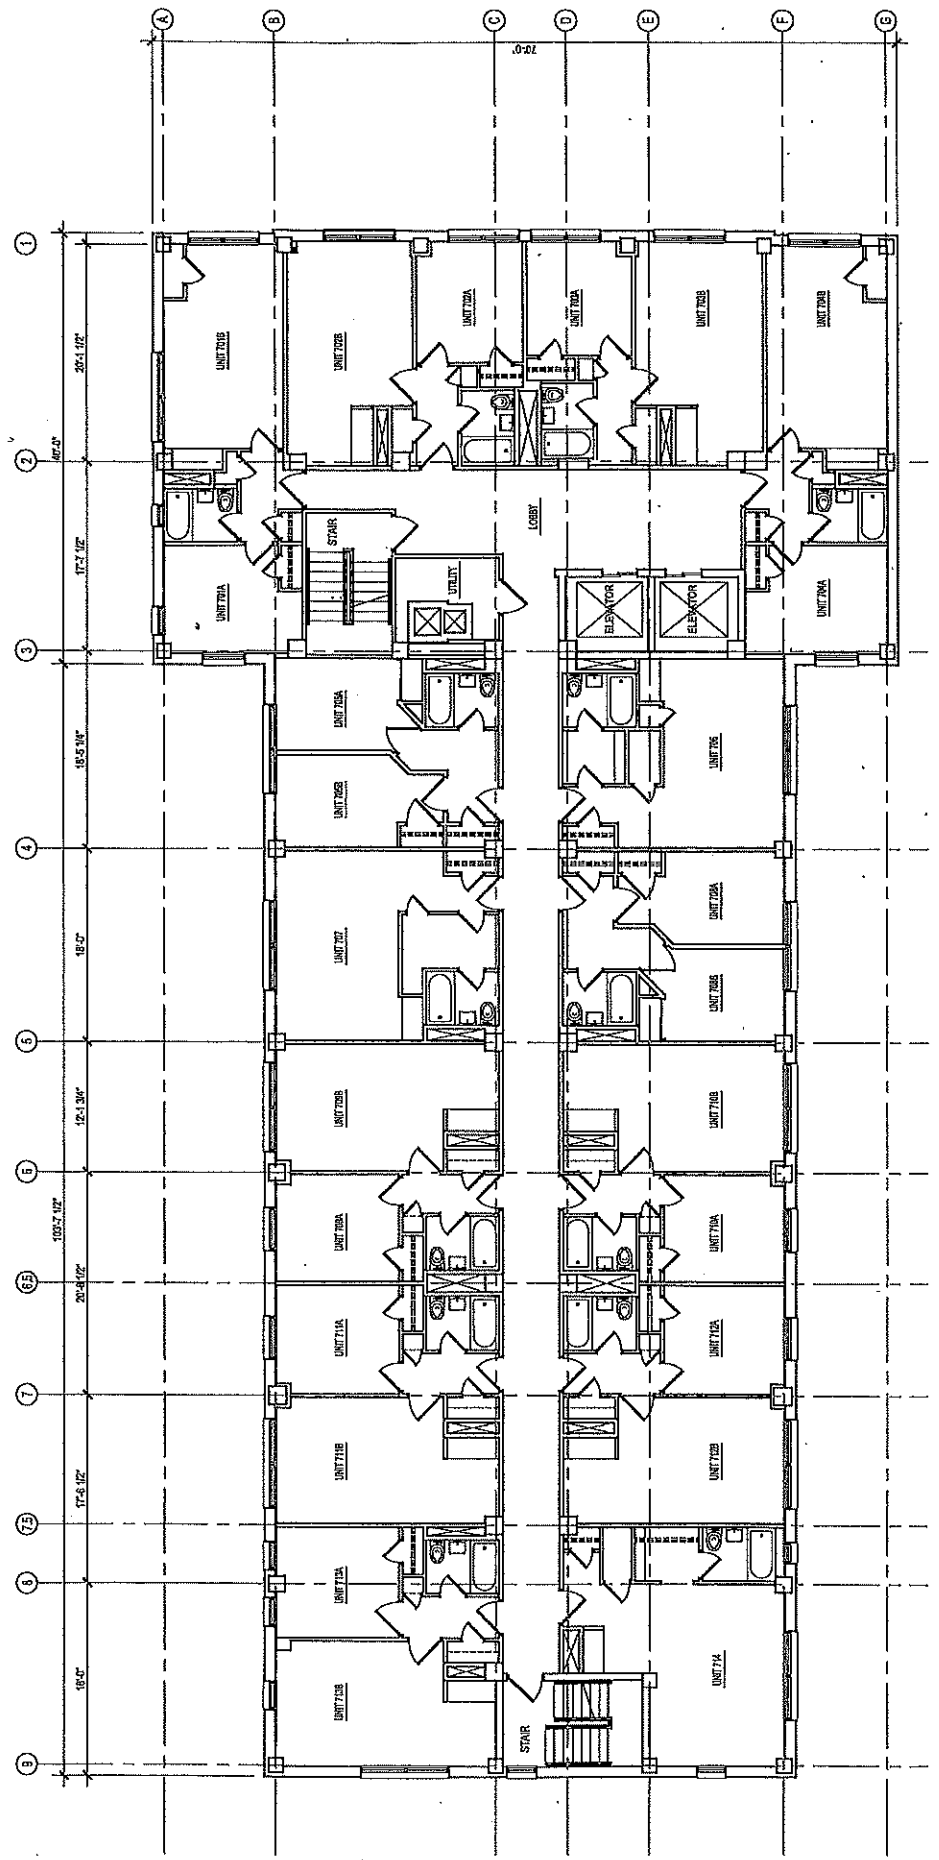 A
B
C
D
E
F
G
70'-0"
1
2
3
4
5
6
6.5
7
7.5
8
9
40'-0"
103'-7 1/2"
20'-1 1/2"
17'-7 1/2"
18'-0"
12'-1 3/4"
20'-8 1/2"
17'-6 1/2"
UNIT 701B
UNIT 702B
UNIT 702A
UNIT 703A
UNIT 703B
UNIT 704B
UNIT 701A
STAIR
UTILITY
LOBBY
ELEVATOR
ELEVATOR
UNIT 704A
UNIT 705A
UNIT 705B
UNIT 706
UNIT 707
UNIT 708A
UNIT 708B
UNIT 709B
UNIT 710B
UNIT 709A
UNIT 710A
UNIT 711A
UNIT 712A
UNIT 711B
UNIT 712B
UNIT 713A
UNIT 713B
STAIR
UNIT 714